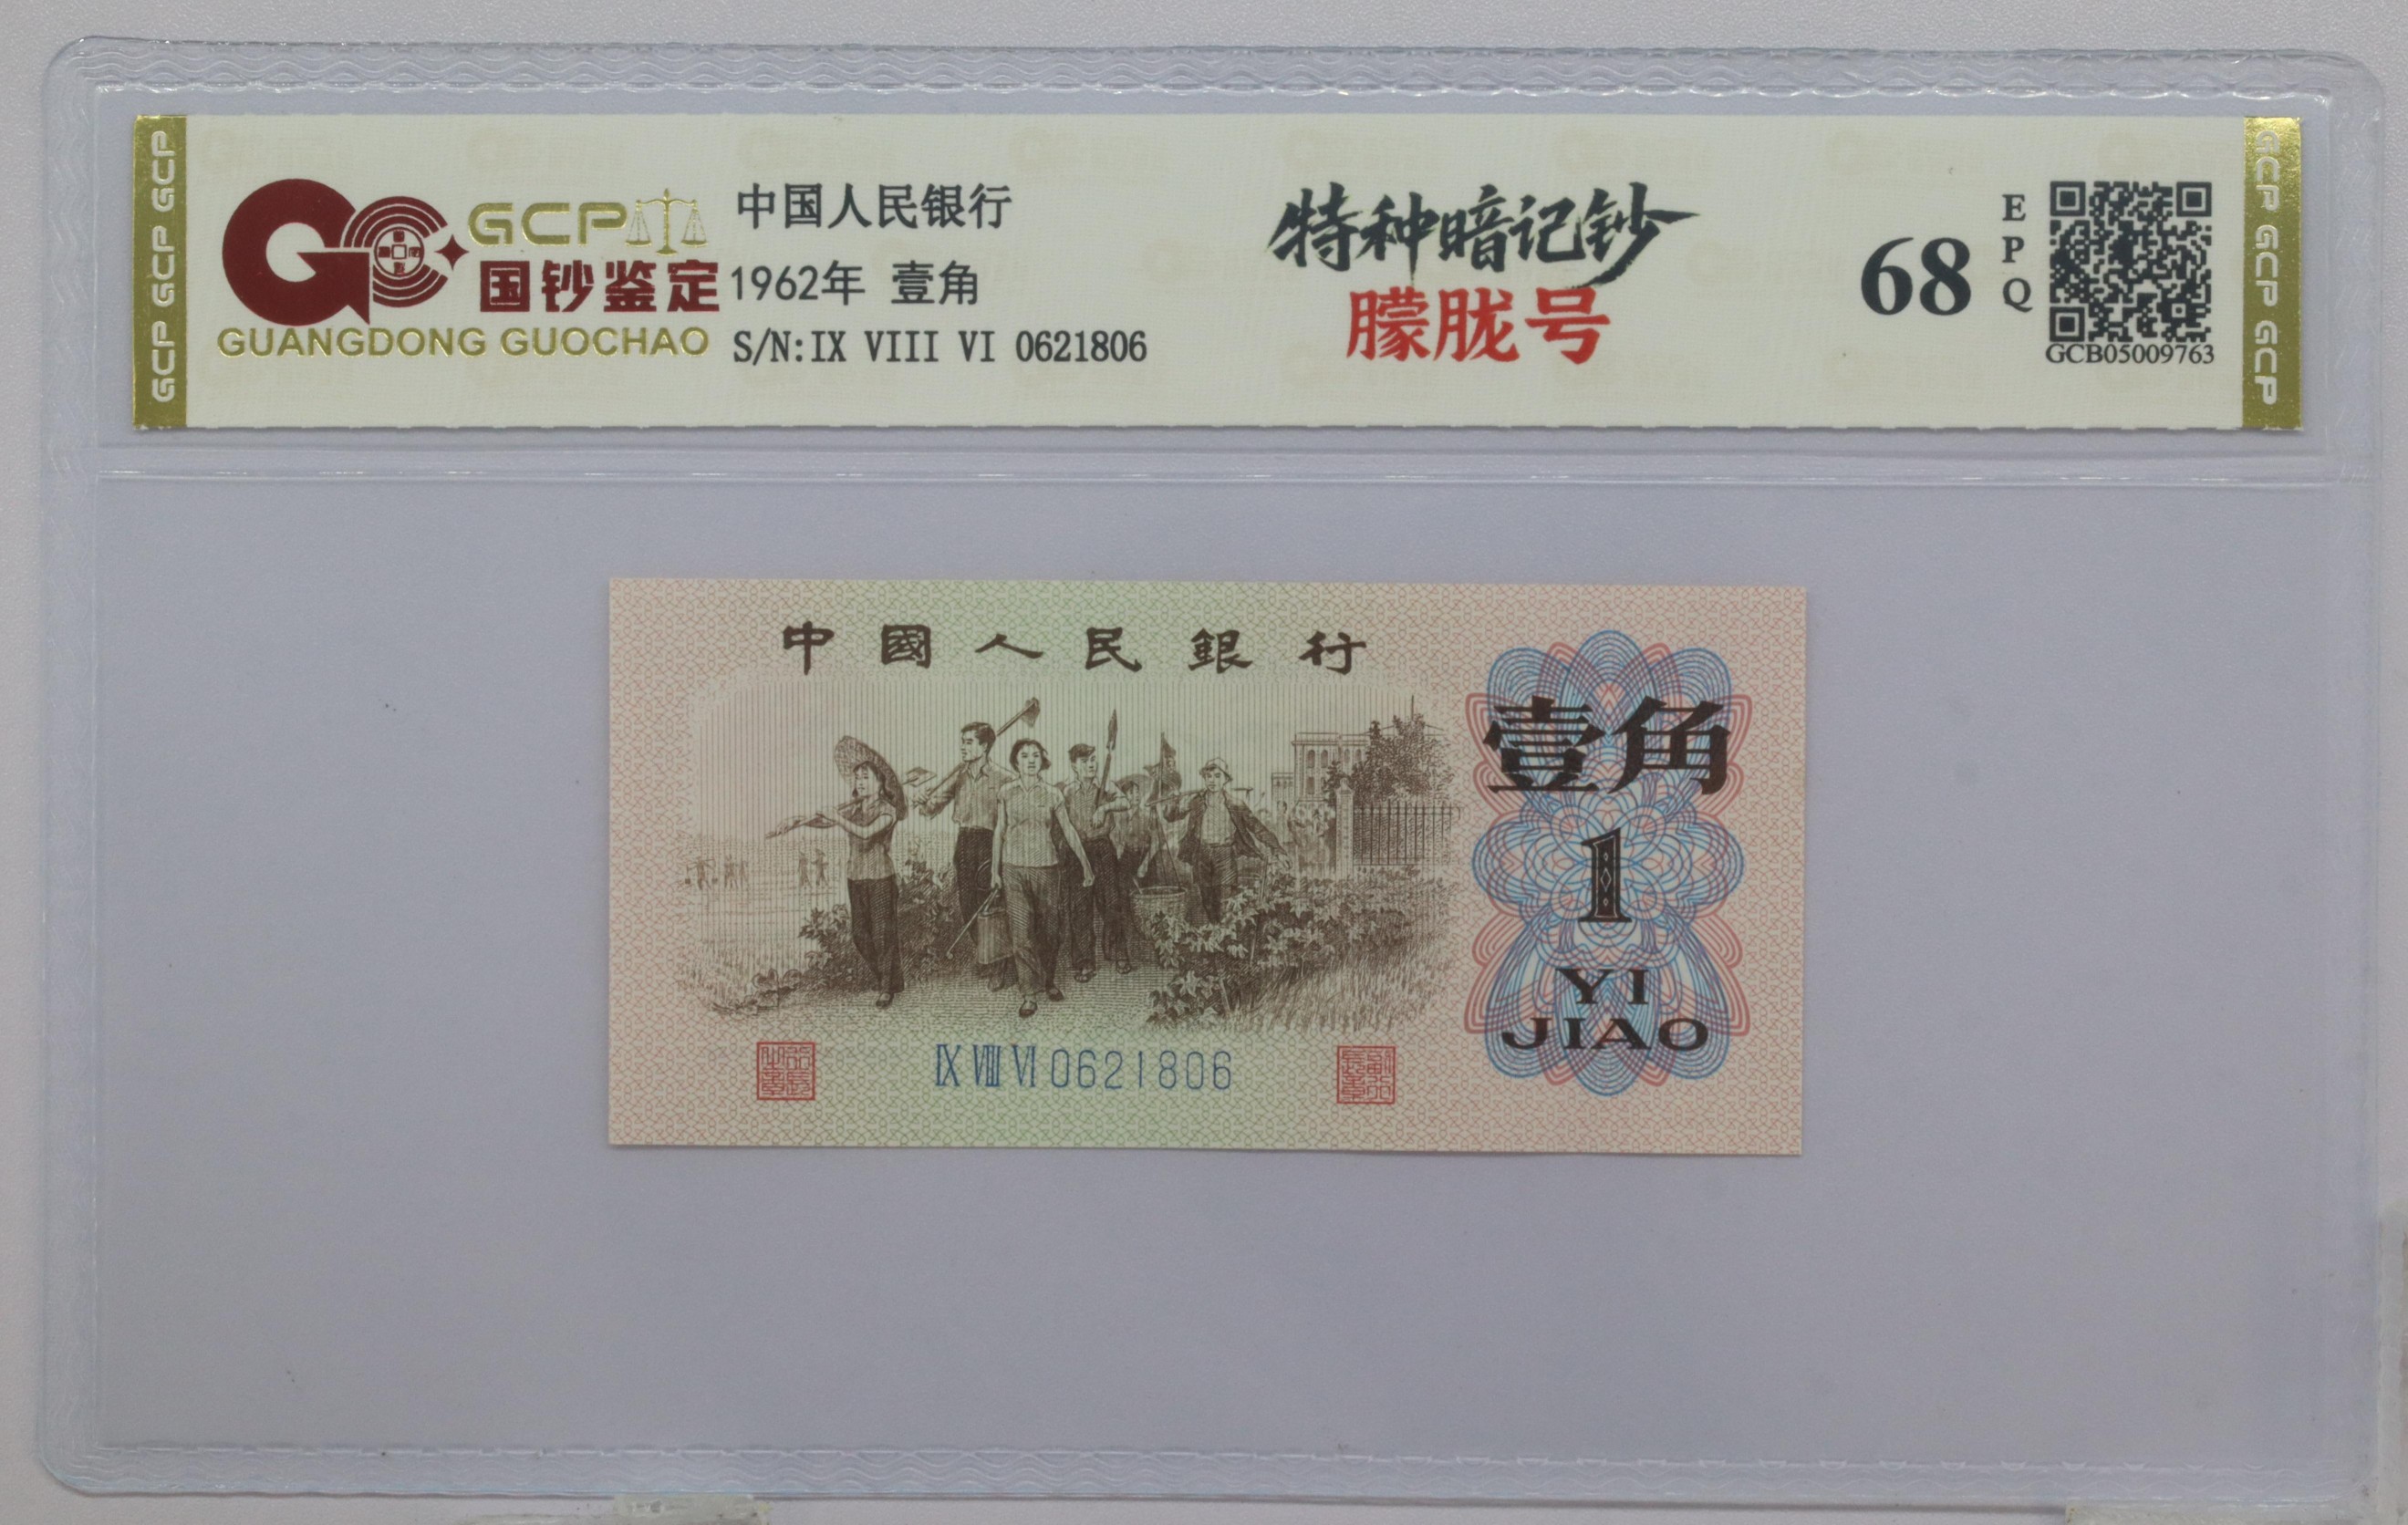 GCP GCP GCP
GCP
国钞鉴定
GUANGDONG GUOCHAO
中国人民银行
1962年 壹角
S/N:IX VIII VI 0621806
特种暗记钞
朦胧号
68
EPQ
GCB05009763
GCP GCP GCP
中國人民銀行
壹角
1
YI
JIAO
IX VIII VI 0621806